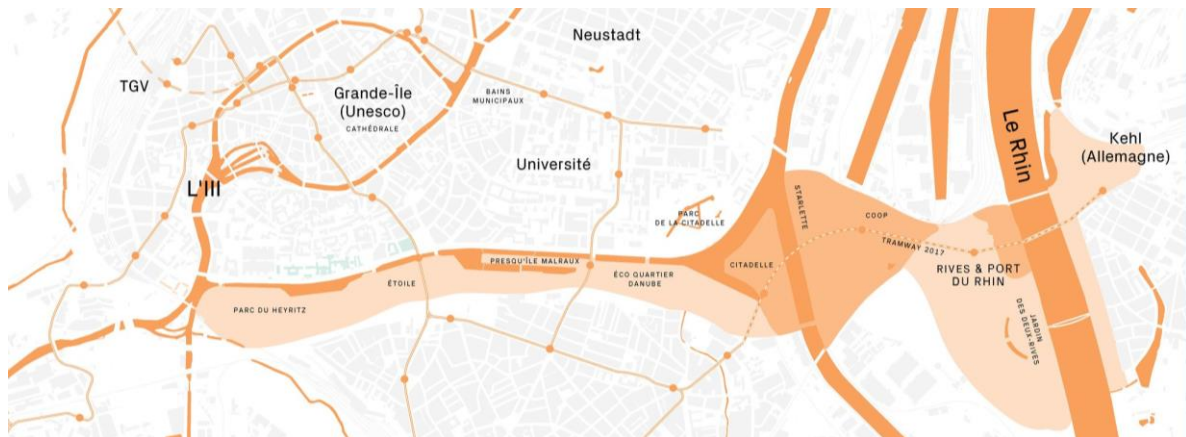 Neustadt
TGV
Grande-Île
(Unesco)
CATHÉDRALE
BAINS
MUNICIPAUX
Le Rhin
Kehl
(Allemagne)
Université
L'Ill
STARLETTE
PARC
DE LA CITADELLE
COOP
TRAMWAY 2017
PRESQU'ÎLE MALRAUX
CITADELLE
RIVES & PORT
DU RHIN
ÉTOILE
ÉCO QUARTIER
DANUBE
PARC DU HEYRITZ
JARDIN
DES DEUX-RIVES